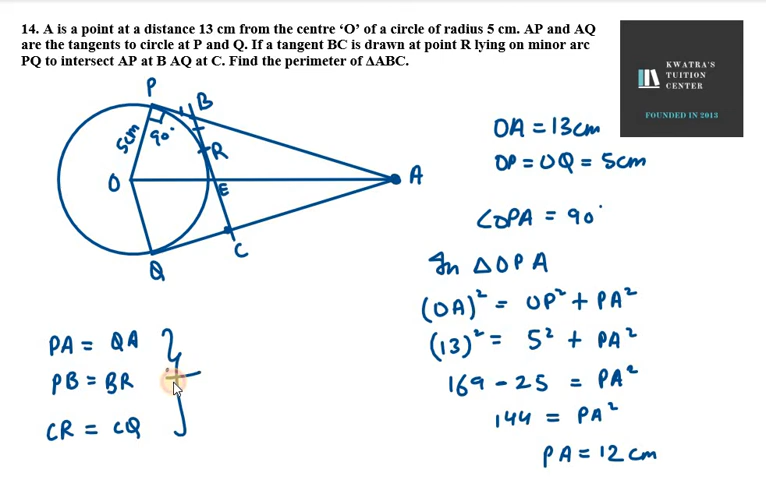 14. A is a point at a distance 13 cm from the centre ‘O’ of a circle of radius 5 cm. AP and AQ
are the tangents to circle at P and Q. If a tangent BC is drawn at point R lying on minor arc
PQ to intersect AP at B AQ at C. Find the perimeter of ΔABC.
KWATRA'S
TUITION
CENTER
FOUNDED IN 2013
P
B
5cm
90°
R
O
E
A
C
Q
OA = 13cm
OP = OQ = 5cm
∠OPA = 90°
In ΔOPA
(OA)² = OP² + PA²
(13)² = 5² + PA²
169 - 25 = PA²
144 = PA²
PA = 12cm
PA = QA
PB = BR
CR = CQ